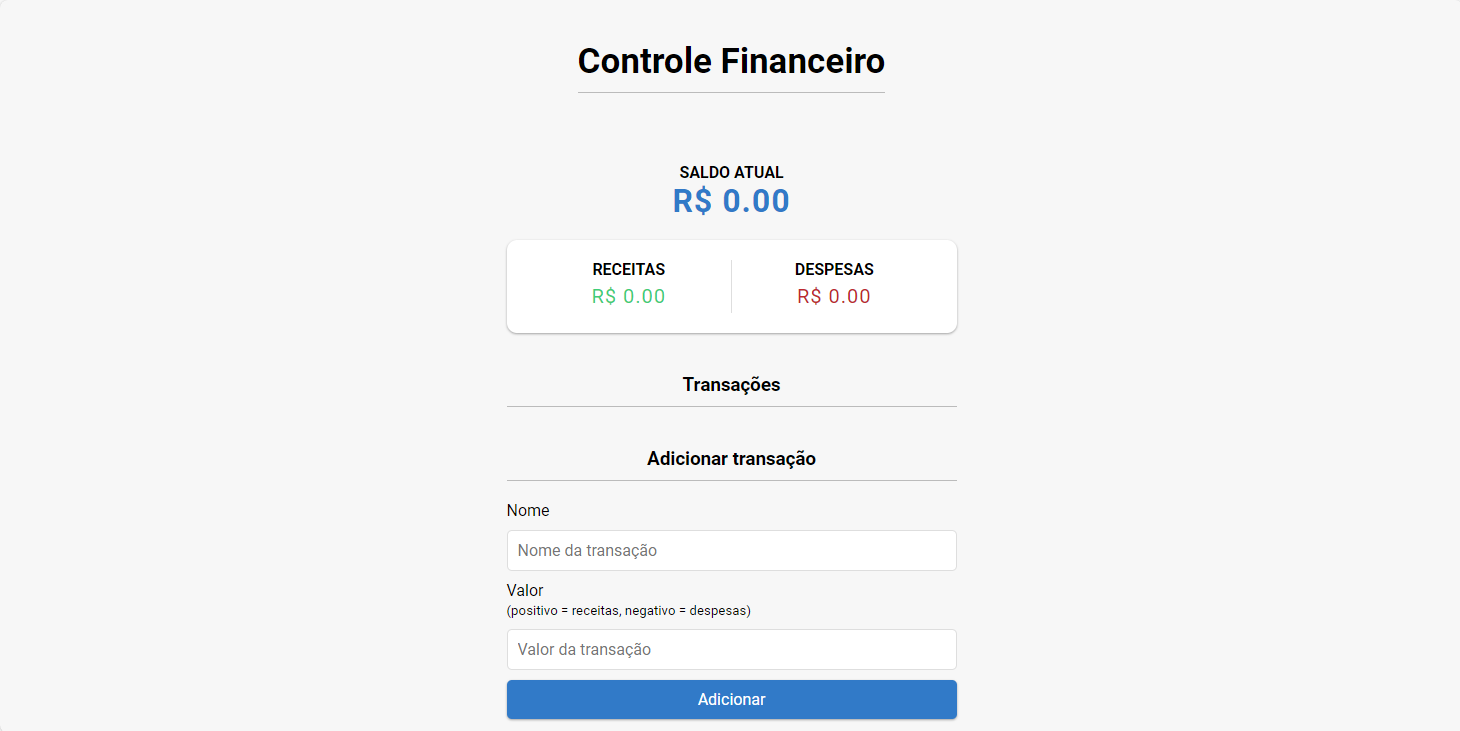 Controle Financeiro
SALDO ATUAL
R$ 0.00
RECEITAS
R$ 0.00
DESPESAS
R$ 0.00
Transações
Adicionar transação
Nome
Nome da transação
Valor
(positivo = receitas, negativo = despesas)
Valor da transação
Adicionar